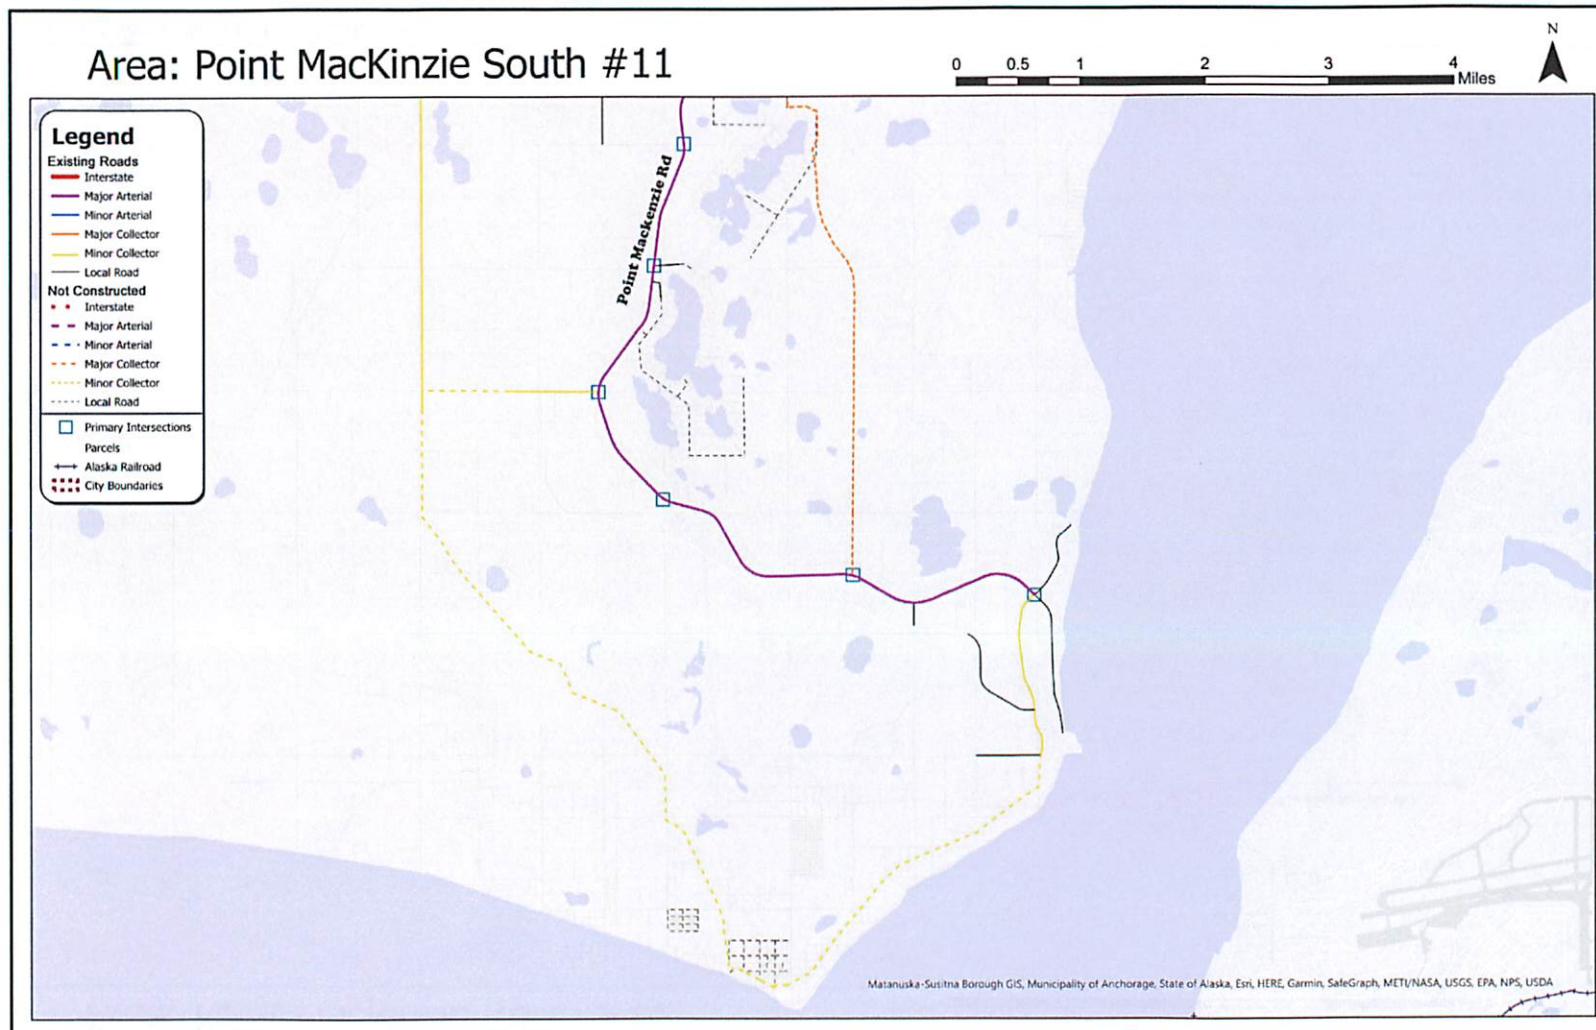 Area: Point MacKinzie South #11
0 0.5 1 2 3 4
Miles
N
Legend
Existing Roads
Interstate
Major Arterial
Minor Arterial
Major Collector
Minor Collector
Local Road
Not Constructed
Interstate
Major Arterial
Minor Arterial
Major Collector
Minor Collector
Local Road
Primary Intersections
Parcels
Alaska Railroad
City Boundaries
Point Mackenzie Rd
Matanuska-Susitna Borough GIS, Municipality of Anchorage, State of Alaska, Esri, HERE, Garmin, SafeGraph, METI/NASA, USGS, EPA, NPS, USDA